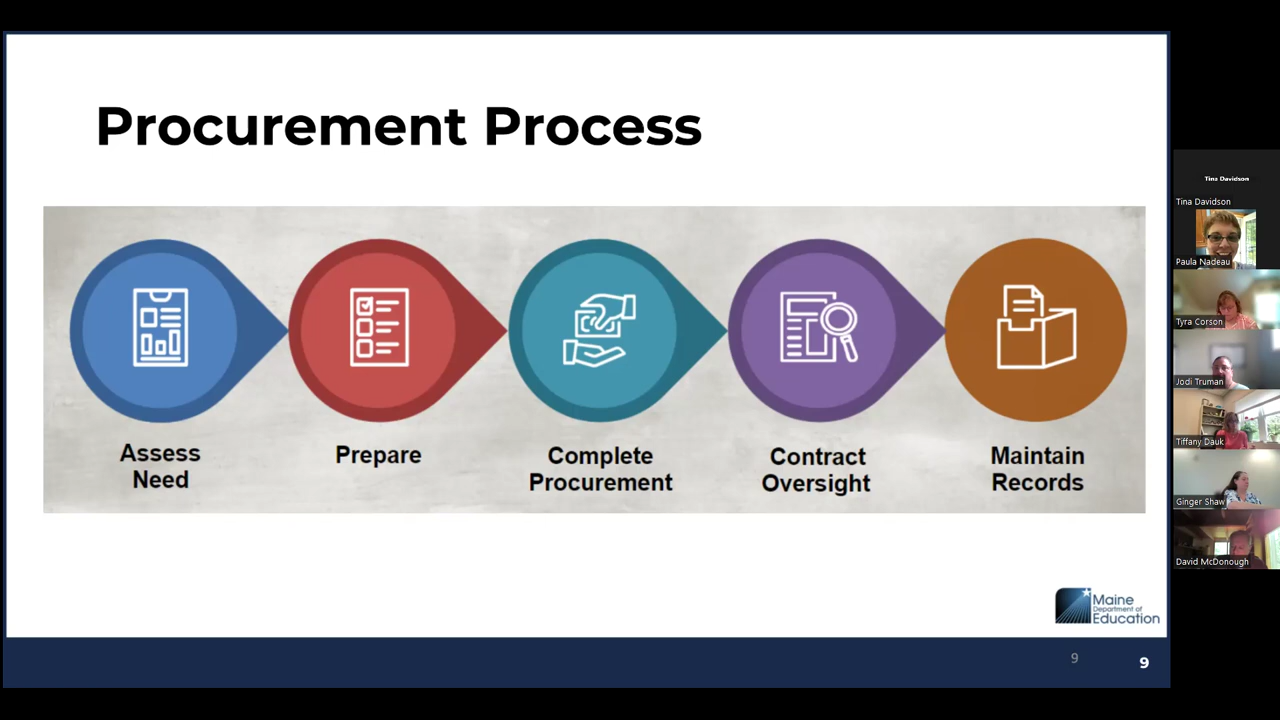 Procurement Process
Assess
Need
Prepare
Complete
Procurement
Contract
Oversight
Maintain
Records
Maine
Department of
Education
9
9
Tina Davidson
Tina Davidson
Paula Nadeau
Tyra Corson
Jodi Truman
Tiffany Dauk
Ginger Shaw
David McDonough